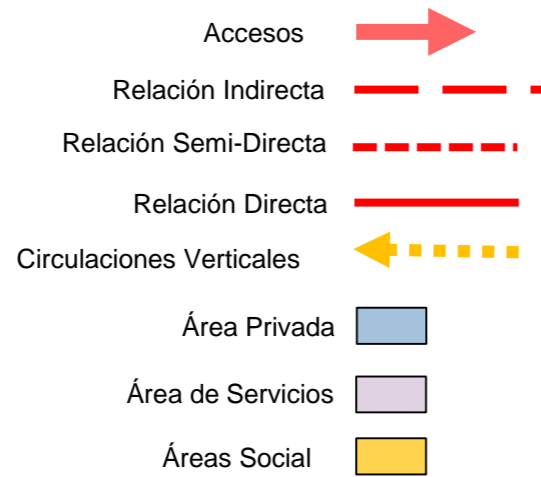 Accesos
Relación Indirecta
Relación Semi-Directa
Relación Directa
Circulaciones Verticales
Área Privada
Área de Servicios
Áreas Social